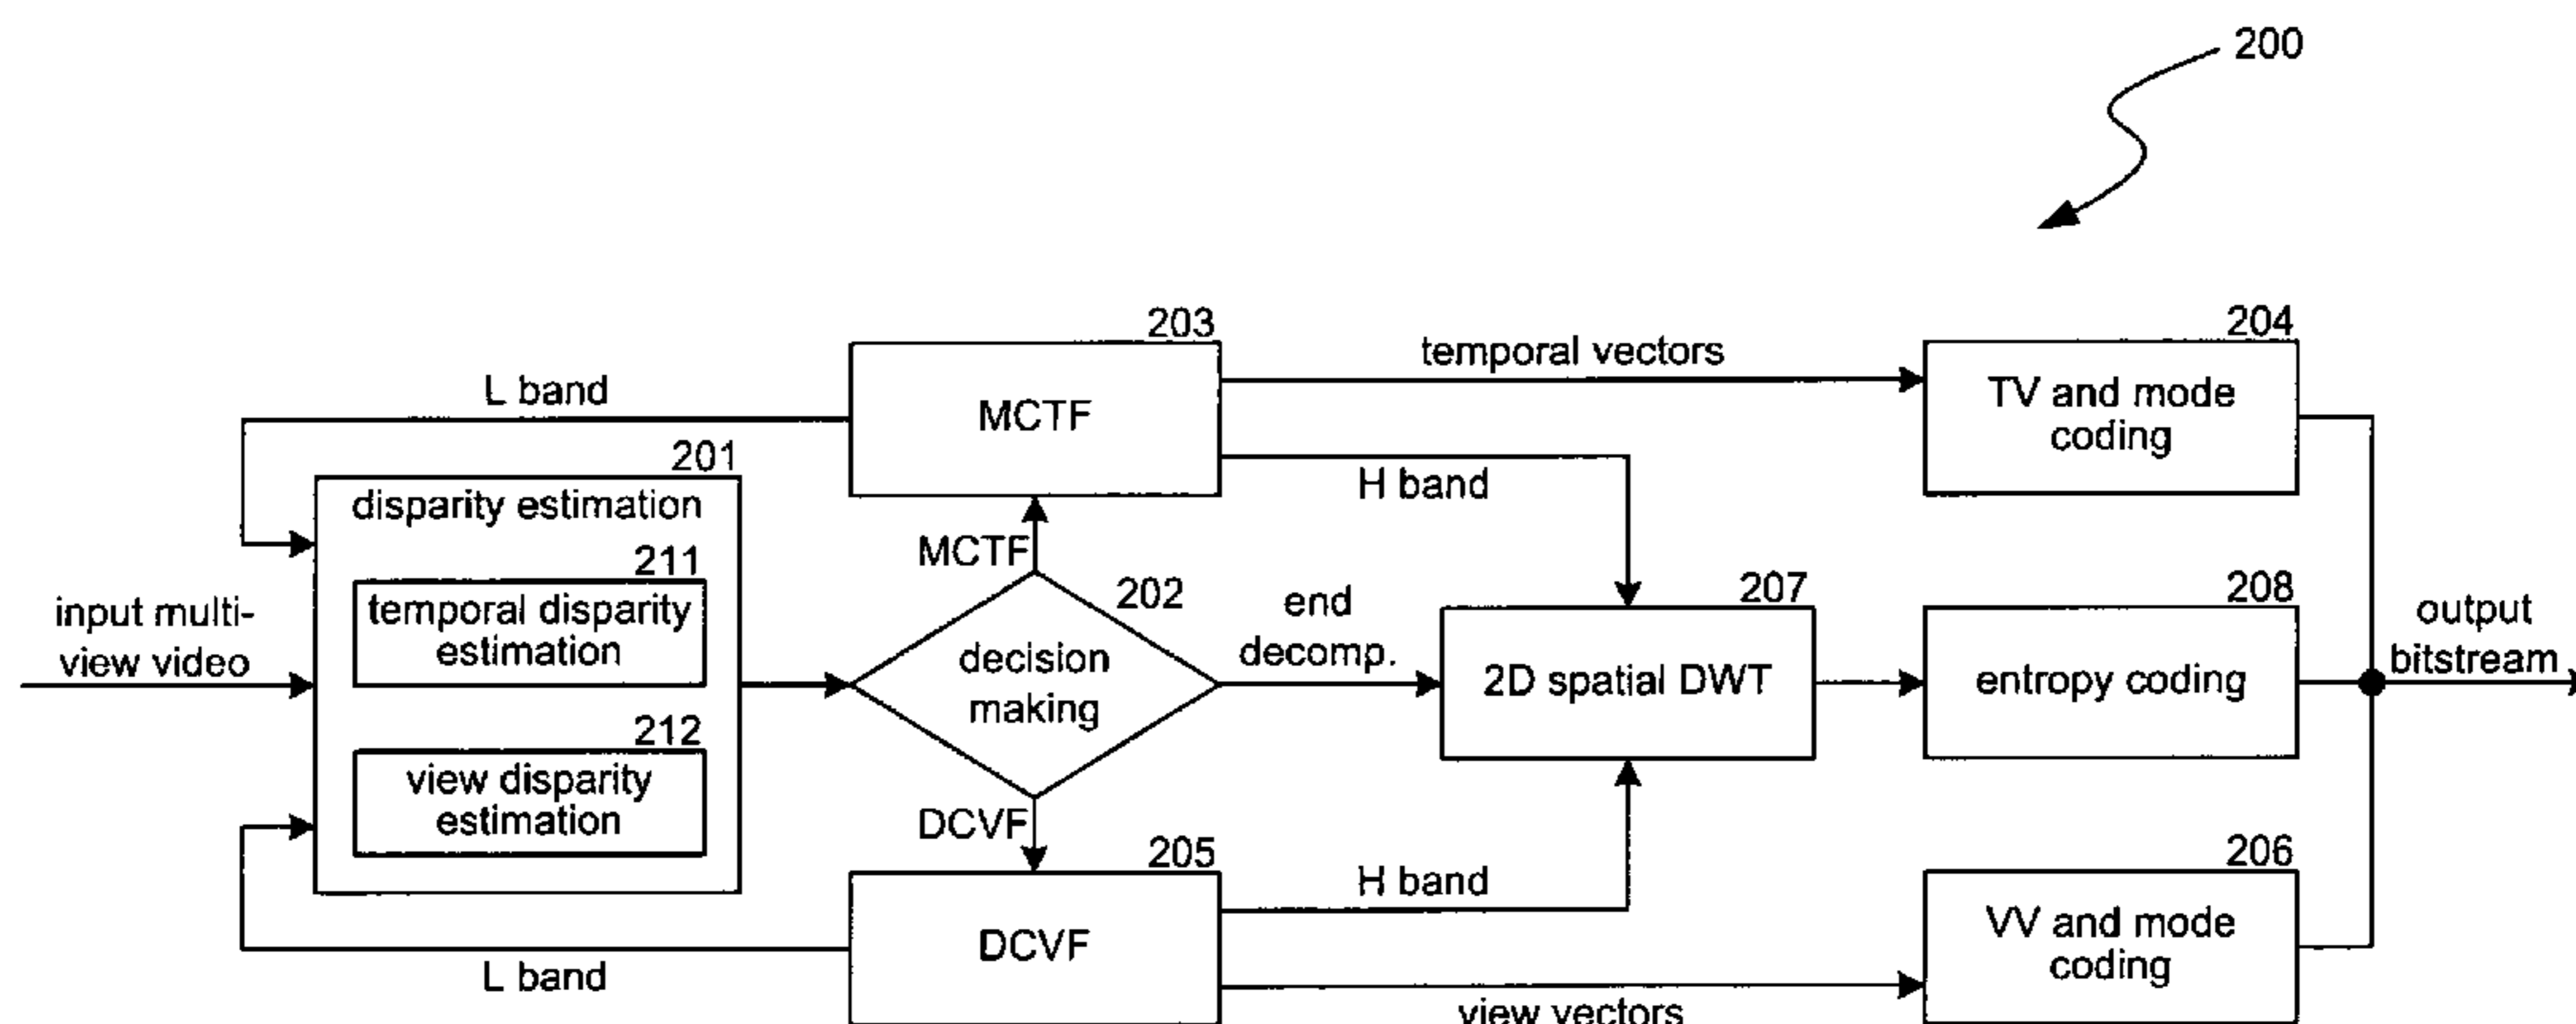 200
203
204
temporal vectors
L band
TV and mode
coding
MCTF
201
H band
disparity estimation
211
MCTF
202
207
208
input multi-
view video
temporal disparity
estimation
end
decomp.
output
bitstream
decision
making
2D spatial DWT
entropy coding
212
view disparity
estimation
DCVF
205
206
H band
VV and mode
coding
DCVF
L band
view vectors